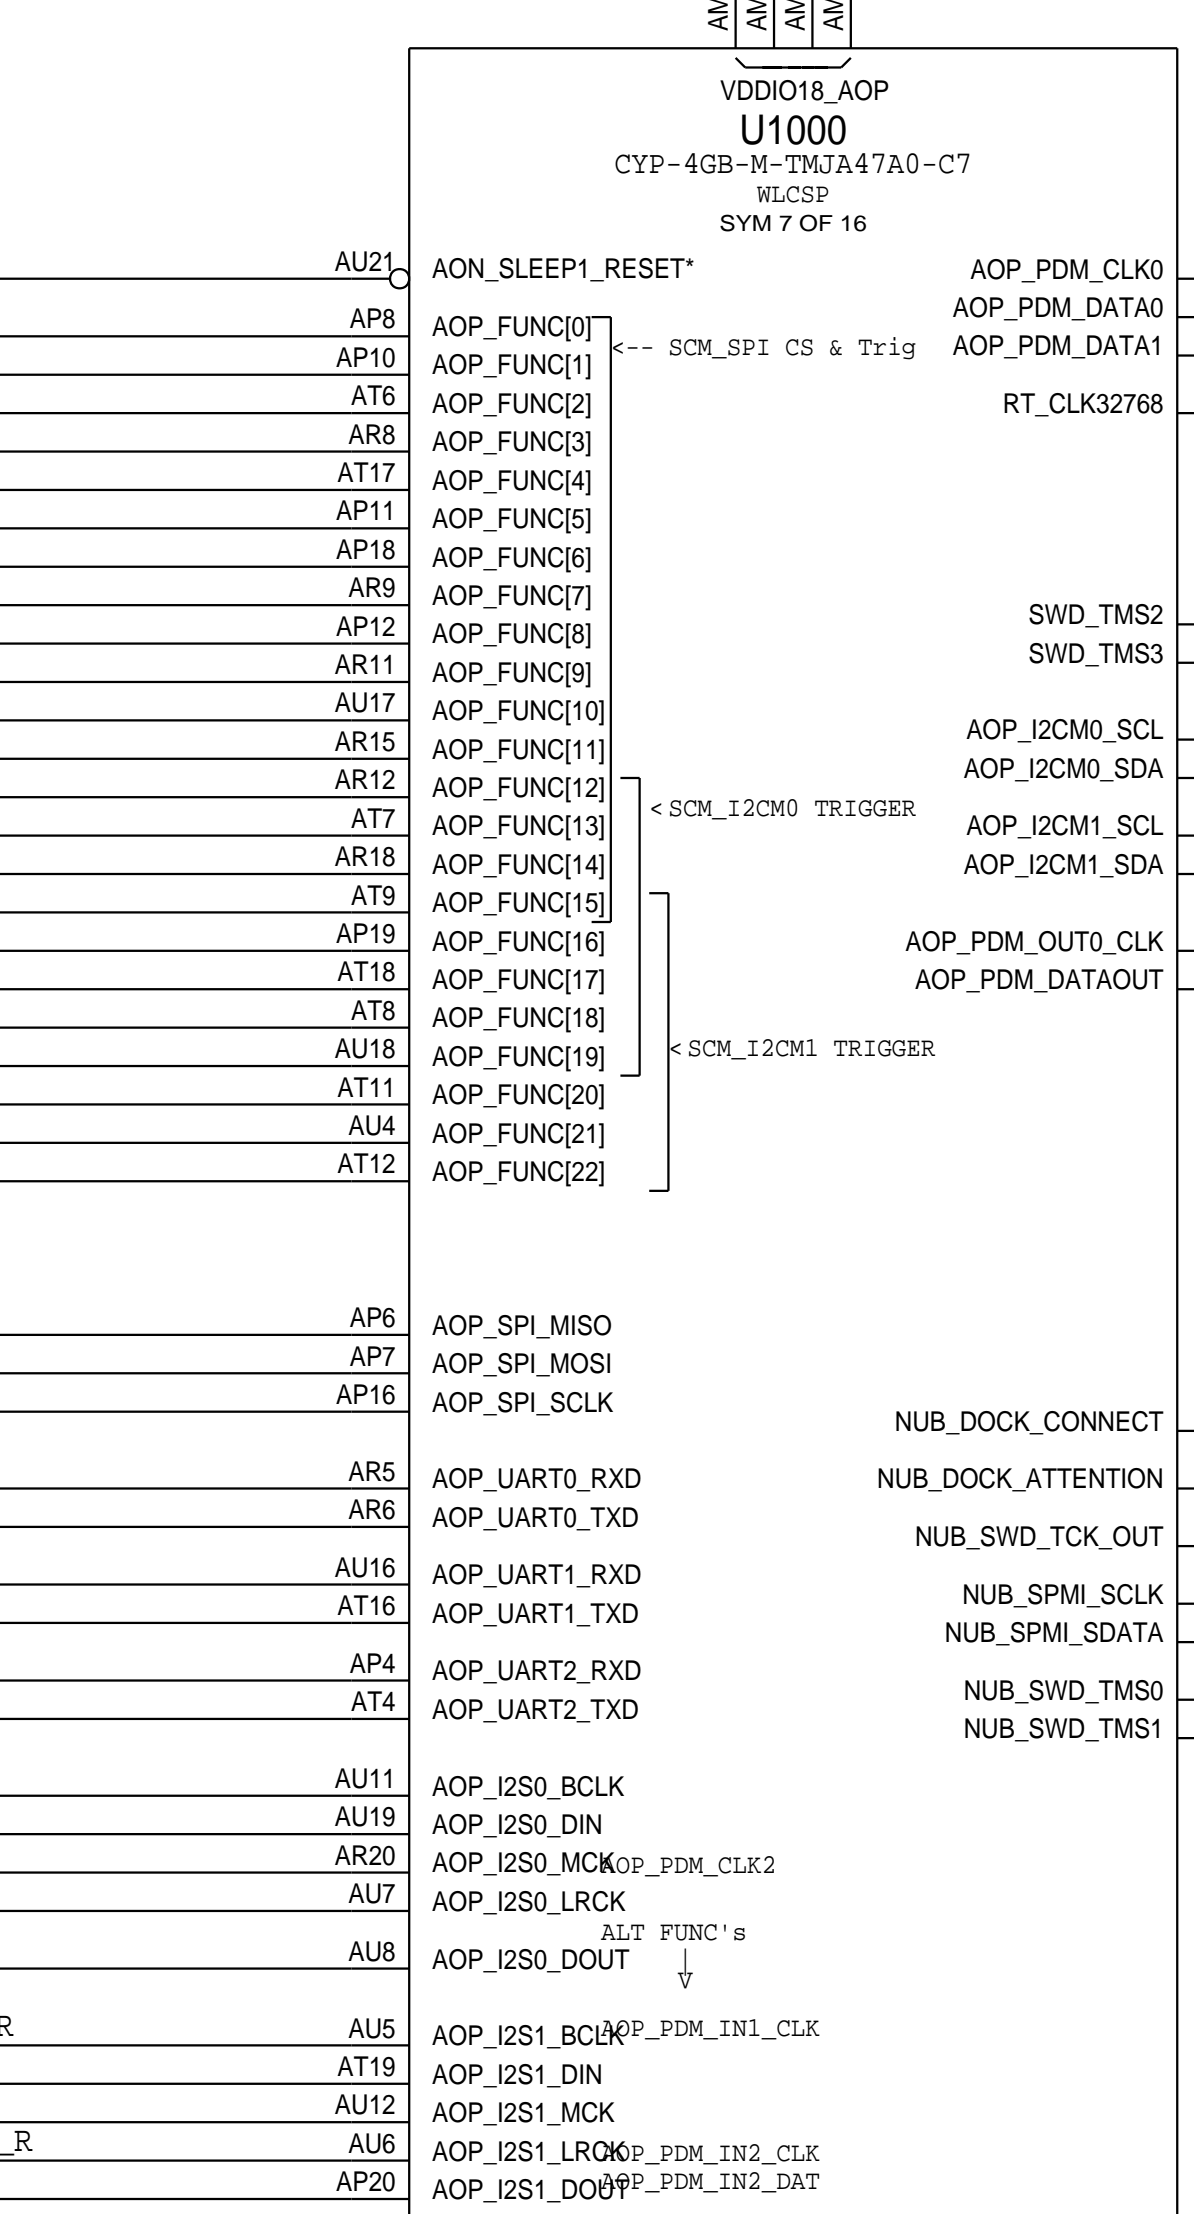 AM AM AM AM
VDDIO18_AOP
U1000
CYP-4GB-M-TMJA47A0-C7
WLCSP
SYM 7 OF 16
AU21 AON_SLEEP1_RESET* AOP_PDM_CLK0
AOP_PDM_DATA0
AP8 AOP_FUNC[0]
<-- SCM_SPI CS & Trig AOP_PDM_DATA1
AP10 AOP_FUNC[1]
AT6 AOP_FUNC[2] RT_CLK32768
AR8 AOP_FUNC[3]
AT17 AOP_FUNC[4]
AP11 AOP_FUNC[5]
AP18 AOP_FUNC[6]
AR9 AOP_FUNC[7]
SWD_TMS2
AP12 AOP_FUNC[8]
SWD_TMS3
AR11 AOP_FUNC[9]
AU17 AOP_FUNC[10]
AOP_I2CM0_SCL
AR15 AOP_FUNC[11]
AOP_I2CM0_SDA
AR12 AOP_FUNC[12]
<SCM_I2CM0 TRIGGER
AT7 AOP_FUNC[13] AOP_I2CM1_SCL
AR18 AOP_FUNC[14] AOP_I2CM1_SDA
AT9 AOP_FUNC[15]
AP19 AOP_FUNC[16] AOP_PDM_OUT0_CLK
AT18 AOP_FUNC[17] AOP_PDM_DATAOUT
AT8 AOP_FUNC[18]
AU18 AOP_FUNC[19] <SCM_I2CM1 TRIGGER
AT11 AOP_FUNC[20]
AU4 AOP_FUNC[21]
AT12 AOP_FUNC[22]
AP6 AOP_SPI_MISO
AP7 AOP_SPI_MOSI
AP16 AOP_SPI_SCLK
NUB_DOCK_CONNECT
AR5 AOP_UART0_RXD NUB_DOCK_ATTENTION
AR6 AOP_UART0_TXD
NUB_SWD_TCK_OUT
AU16 AOP_UART1_RXD
NUB_SPMI_SCLK
AT16 AOP_UART1_TXD
NUB_SPMI_SDATA
AP4 AOP_UART2_RXD
NUB_SWD_TMS0
AT4 AOP_UART2_TXD
NUB_SWD_TMS1
AU11 AOP_I2S0_BCLK
AU19 AOP_I2S0_DIN
AR20 AOP_I2S0_MCK AOP_PDM_CLK2
AU7 AOP_I2S0_LRCK
ALT FUNC's
AU8 AOP_I2S0_DOUT
R AU5 AOP_I2S1_BCLK AOP_PDM_IN1_CLK
AT19 AOP_I2S1_DIN
AU12 AOP_I2S1_MCK
_R AU6 AOP_I2S1_LRCK AOP_PDM_IN2_CLK
AP20 AOP_I2S1_DOUT AOP_PDM_IN2_DAT